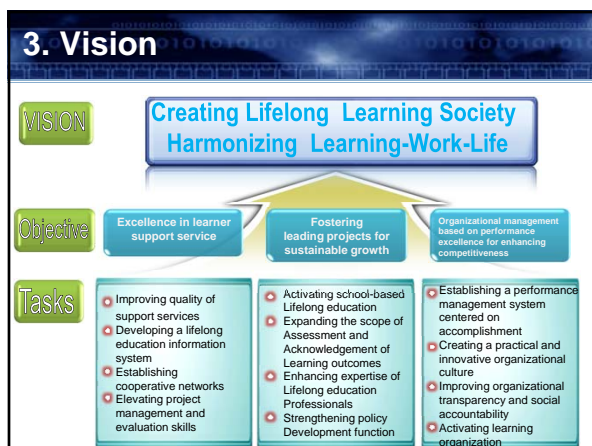 3. Vision
VISION
Creating Lifelong Learning Society
Harmonizing Learning-Work-Life
Objective
Excellence in learner
support service
Fostering
leading projects for
sustainable growth
Organizational management
based on performance
excellence for enhancing
competitiveness
Tasks
Improving quality of
support services
Developing a lifelong
education information
system
Establishing
cooperative networks
Elevating project
management and
evaluation skills
Activating school-based
Lifelong education
Expanding the scope of
Assessment and
Acknowledgement of
Learning outcomes
Enhancing expertise of
Lifelong education
Professionals
Strengthening policy
Development function
Establishing a performance
management system
centered on
accomplishment
Creating a practical and
innovative organizational
culture
Improving organizational
transparency and social
accountability
Activating learning
organization